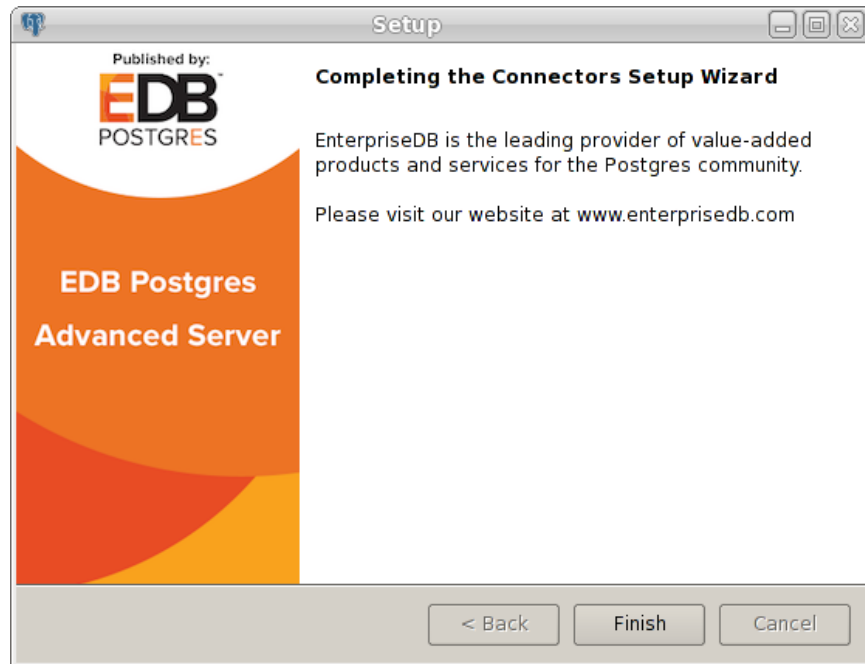 Setup
Published by:
EDB
POSTGRES
EDB Postgres
Advanced Server
Completing the Connectors Setup Wizard
EnterpriseDB is the leading provider of value-added
products and services for the Postgres community.
Please visit our website at www.enterprisedb.com
< Back
Finish
Cancel